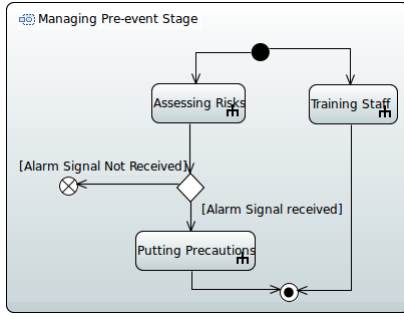 Managing Pre-event Stage
Assessing Risks
Training Staff
[Alarm Signal Not Received]
[Alarm Signal received]
Putting Precautions